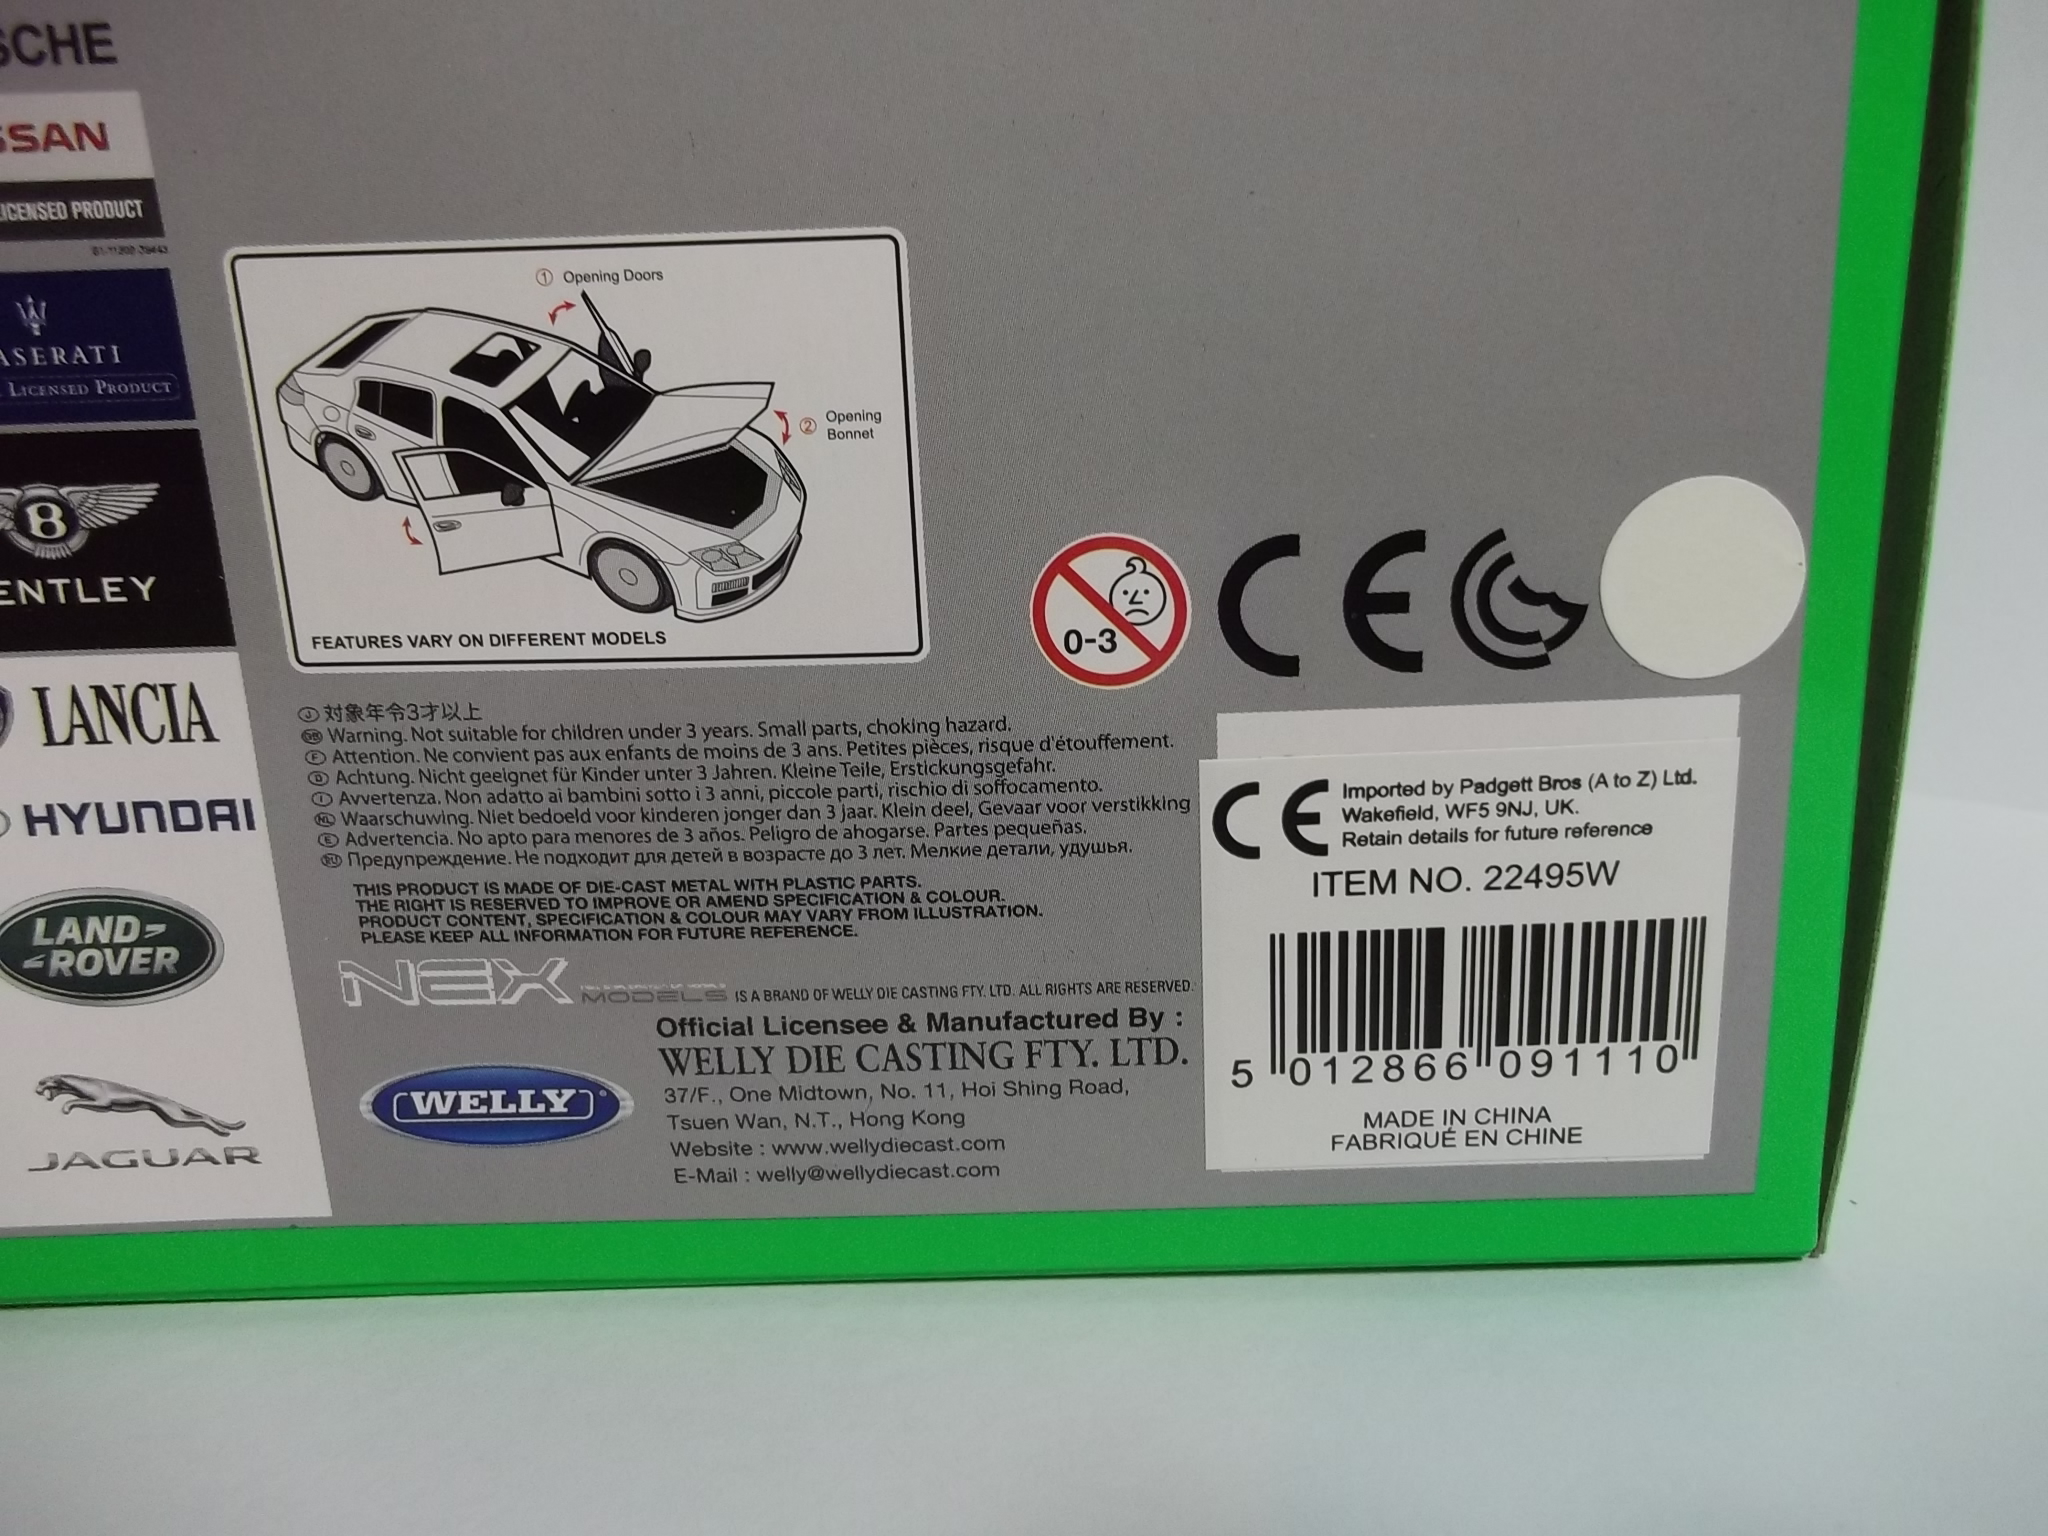 SCHE
SSAN
LICENSED PRODUCT
ASERATI
LICENSED PRODUCT
B
ENTLEY
LANCIA
HYUNDAI
LAND-
-ROVER
JAGUAR
① Opening Doors
② Opening
Bonnet
FEATURES VARY ON DIFFERENT MODELS
0-3
CE
Ⓙ 対象年令3才以上
GB Warning. Not suitable for children under 3 years. Small parts, choking hazard.
Ⓕ Attention. Ne convient pas aux enfants de moins de 3 ans. Petites pièces, risque d'étouffement.
Ⓓ Achtung. Nicht geeignet für Kinder unter 3 Jahren. Kleine Teile, Erstickungsgefahr.
Ⓘ Avvertenza. Non adatto ai bambini sotto i 3 anni, piccole parti, rischio di soffocamento.
NL Waarschuwing. Niet bedoeld voor kinderen jonger dan 3 jaar. Klein deel, Gevaar voor verstikking
Ⓔ Advertencia. No apto para menores de 3 años. Peligro de ahogarse. Partes pequeñas.
RU Предупреждение. Не подходит для детей в возрасте до 3 лет. Мелкие детали, удушья.
THIS PRODUCT IS MADE OF DIE-CAST METAL WITH PLASTIC PARTS.
THE RIGHT IS RESERVED TO IMPROVE OR AMEND SPECIFICATION & COLOUR.
PRODUCT CONTENT, SPECIFICATION & COLOUR MAY VARY FROM ILLUSTRATION.
PLEASE KEEP ALL INFORMATION FOR FUTURE REFERENCE.
NEX MODELS IS A BRAND OF WELLY DIE CASTING FTY. LTD. ALL RIGHTS ARE RESERVED.
Official Licensee & Manufactured By :
WELLY DIE CASTING FTY. LTD.
WELLY
37/F., One Midtown, No. 11, Hoi Shing Road,
Tsuen Wan, N.T., Hong Kong
Website : www.wellydiecast.com
E-Mail : welly@wellydiecast.com
CE
Imported by Padgett Bros (A to Z) Ltd.
Wakefield, WF5 9NJ, UK.
Retain details for future reference
ITEM NO. 22495W
5 012866 091110
MADE IN CHINA
FABRIQUÉ EN CHINE